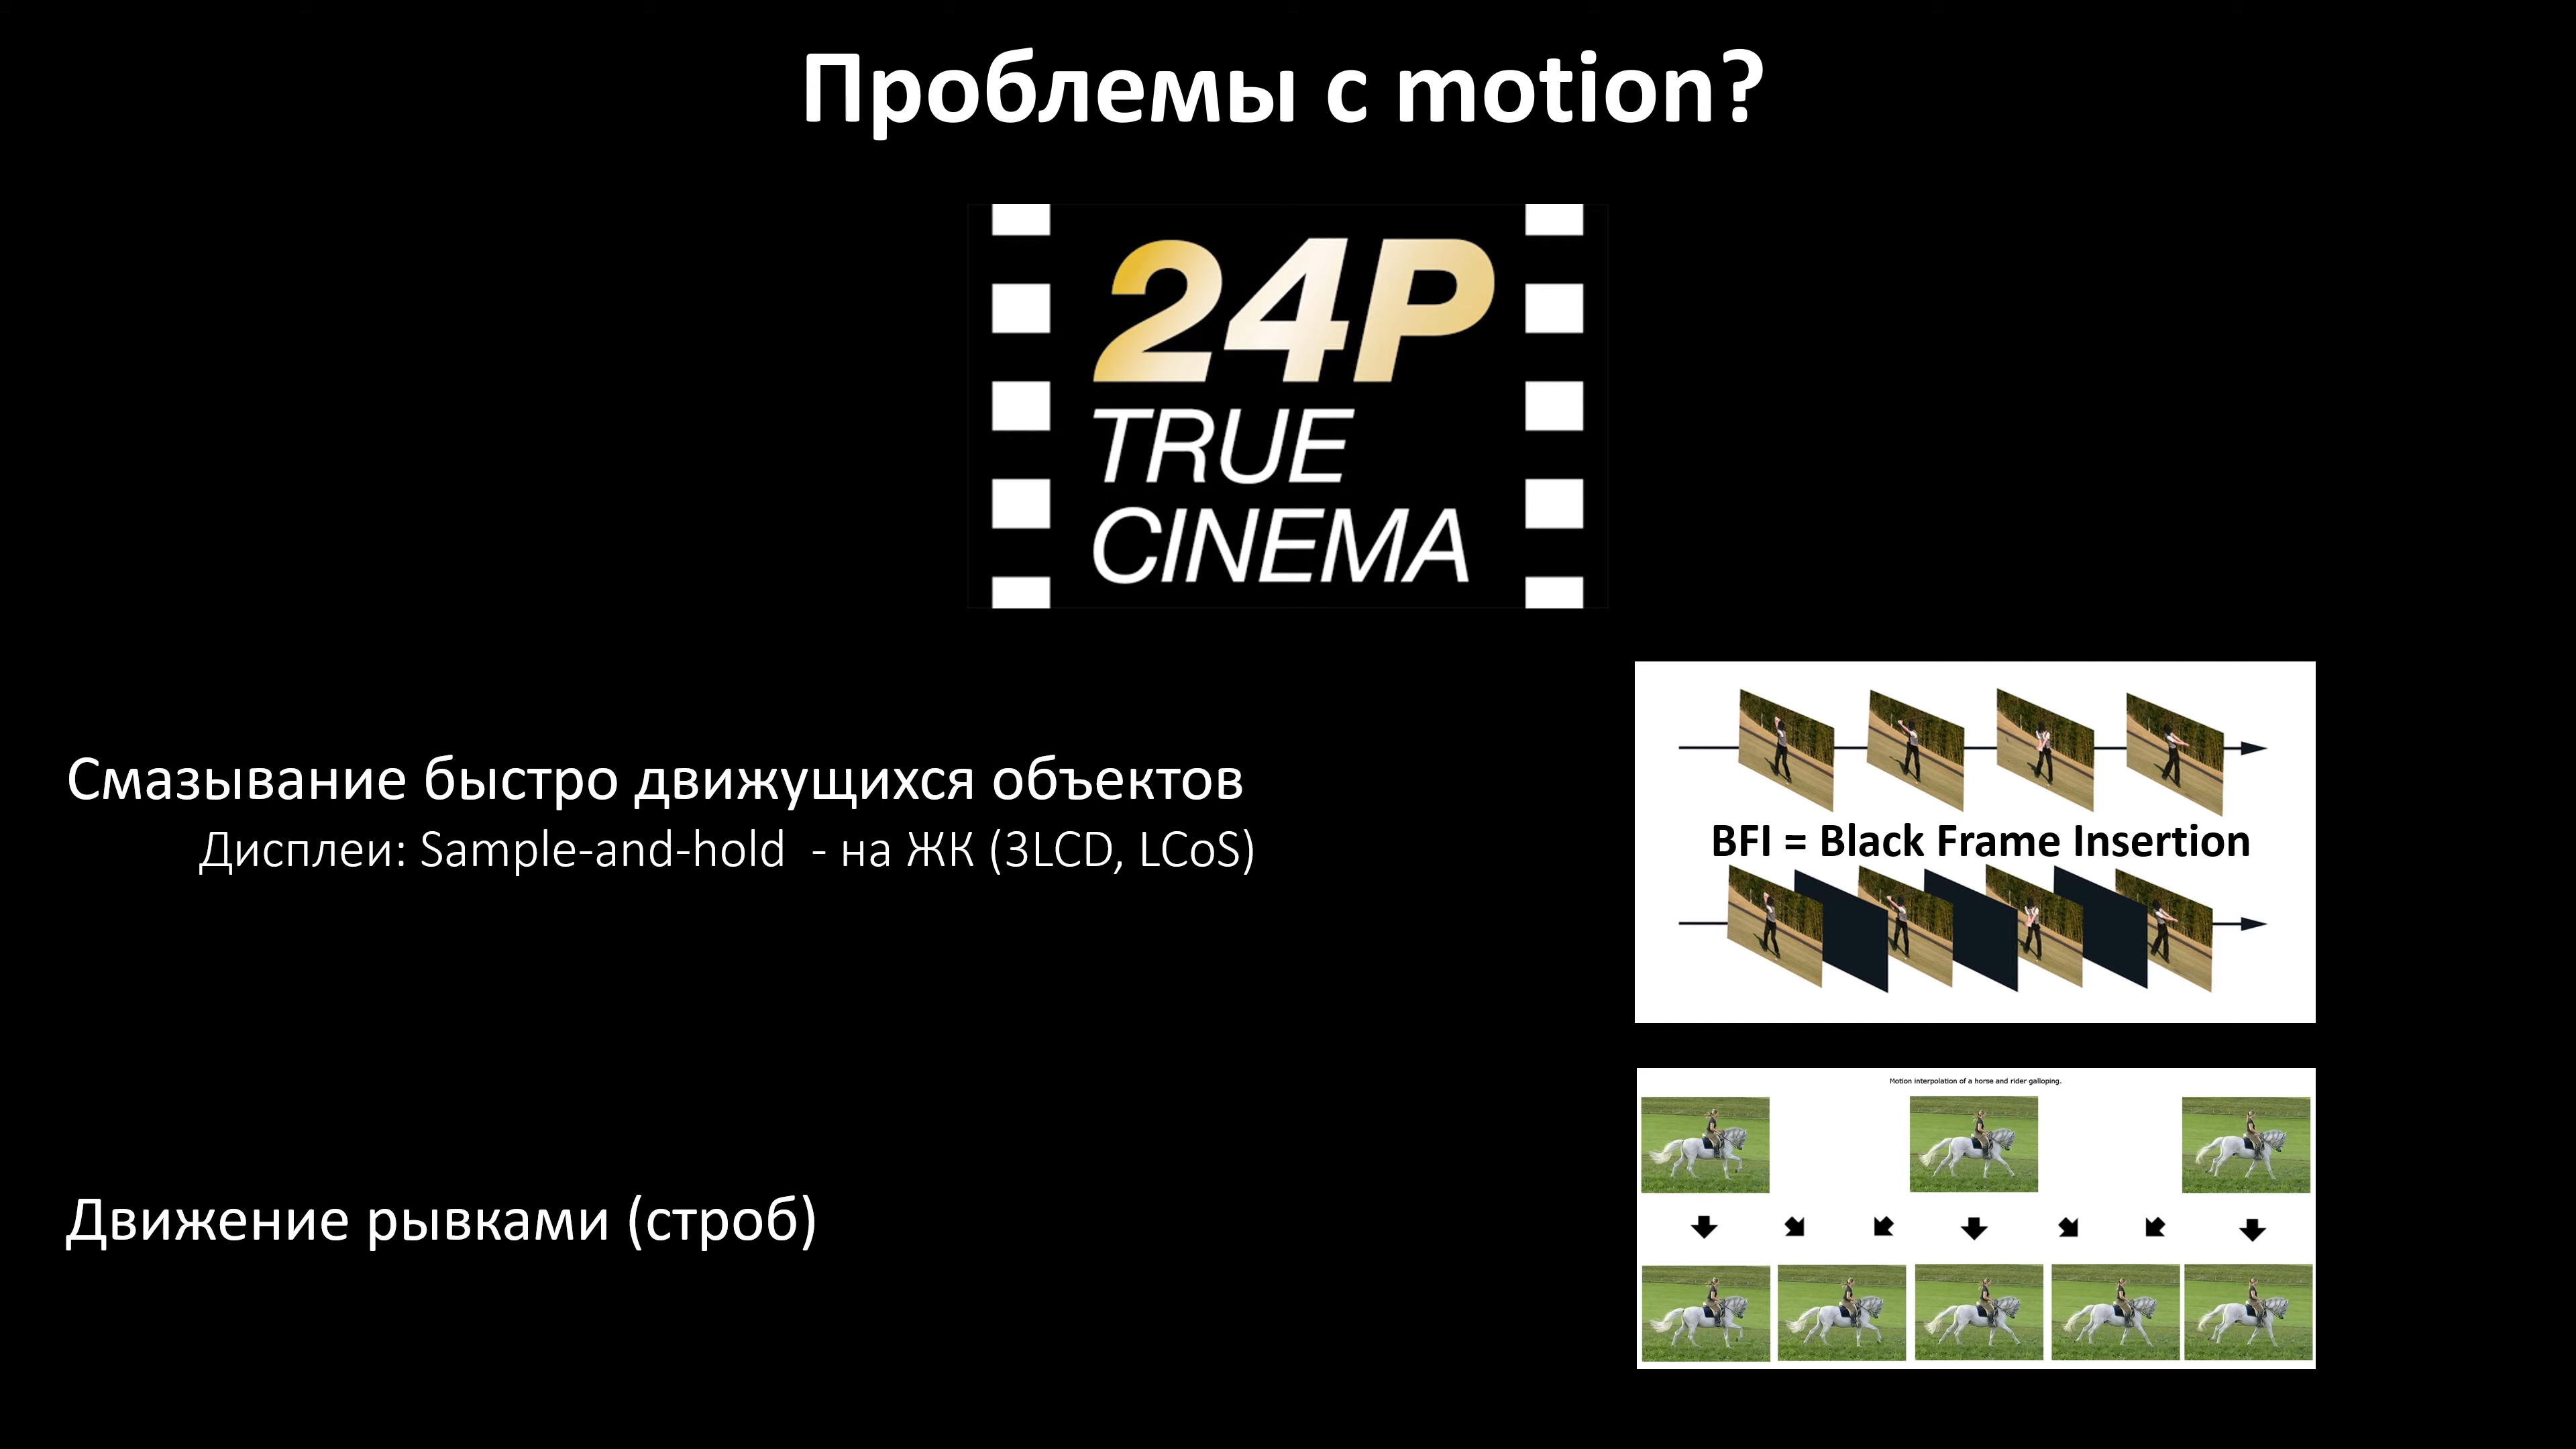 Проблемы с motion?
24P
TRUE
CINEMA
Смазывание быстро движущихся объектов
Дисплеи: Sample-and-hold  - на ЖК (3LCD, LCoS)
BFI = Black Frame Insertion
Motion interpolation of a horse and rider galloping.
Движение рывками (строб)